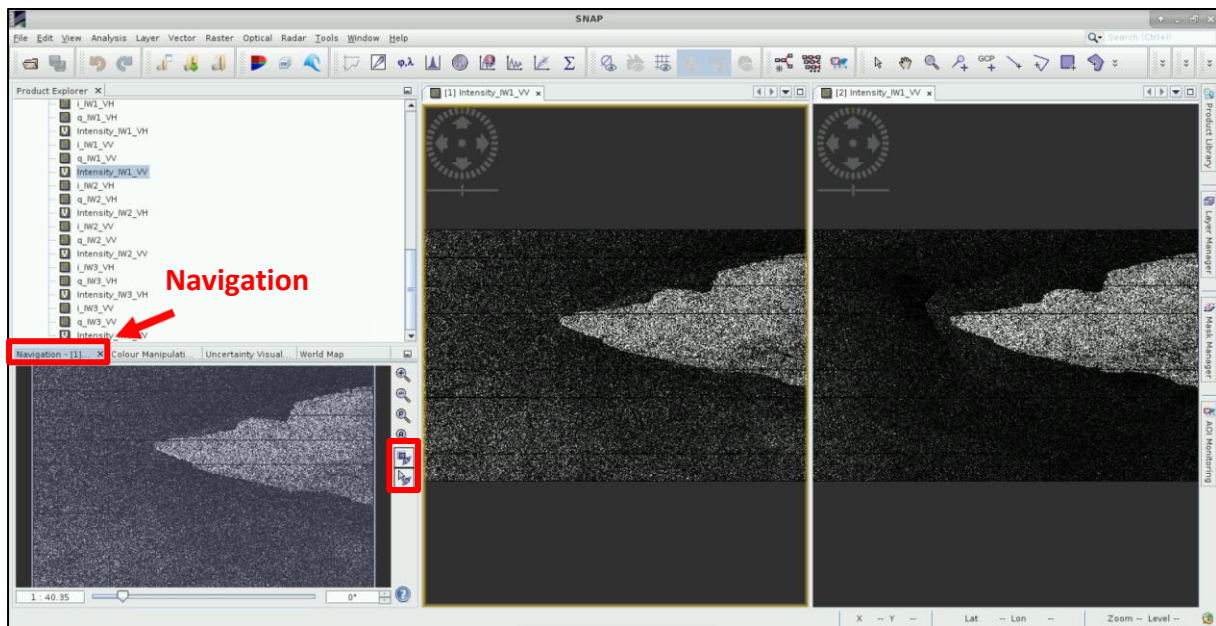 SNAP
File Edit View Analysis Layer Vector Raster Optical Radar Tools Window Help
Search (Ctrl+I)
φ,λ
Σ
GCP
Product Explorer
i_IW1_VH
q_IW1_VH
Intensity_IW1_VH
i_IW1_VV
q_IW1_VV
Intensity_IW1_VV
i_IW2_VH
q_IW2_VH
Intensity_IW2_VH
i_IW2_VV
q_IW2_VV
Intensity_IW2_VV
i_IW3_VH
q_IW3_VH
Intensity_IW3_VH
i_IW3_VV
q_IW3_VV
Navigation
Navigation - [1]... Colour Manipulati... Uncertainty Visual... World Map
1 : 40.35
0°
[1] Intensity_IW1_VV
[2] Intensity_IW1_VV
Product Library
Layer Manager
Mask Manager
AOI Monitoring
X -- Y -- Lat -- Lon -- Zoom -- Level --